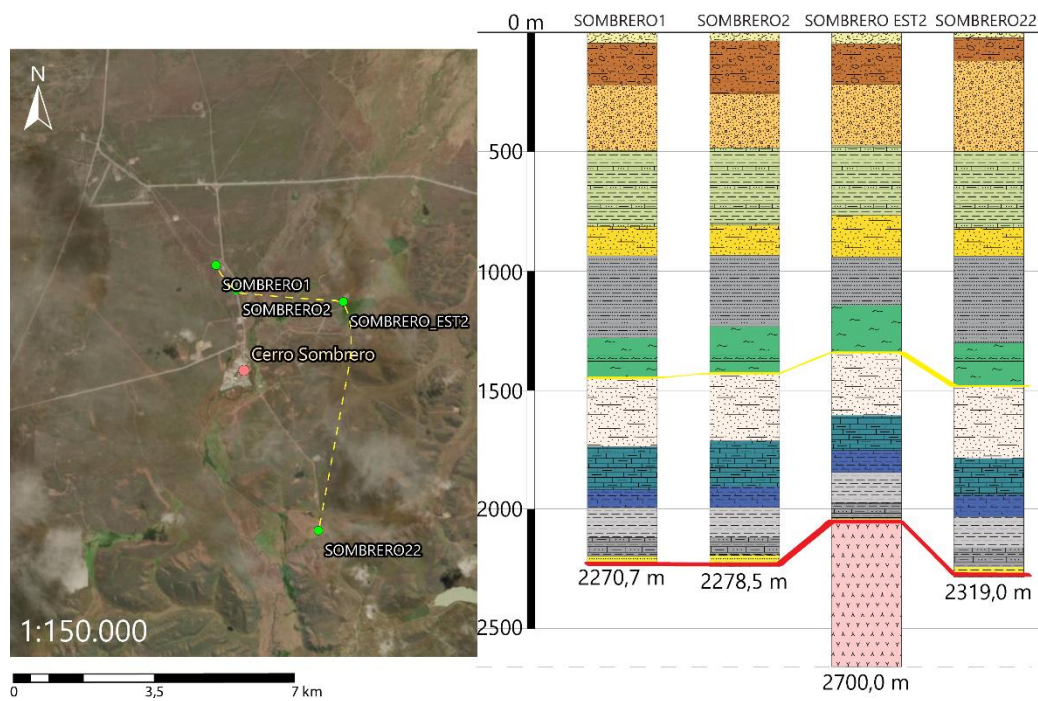 N
SOMBRERO1
SOMBRERO2
SOMBRERO_EST2
Cerro Sombrero
SOMBRERO22
1:150.000
0 3,5 7 km
SOMBRERO1 SOMBRERO2 SOMBRERO EST2 SOMBRERO22
0 m
500
1000
1500
2000
2500
2270,7 m 2278,5 m 2319,0 m
2700,0 m